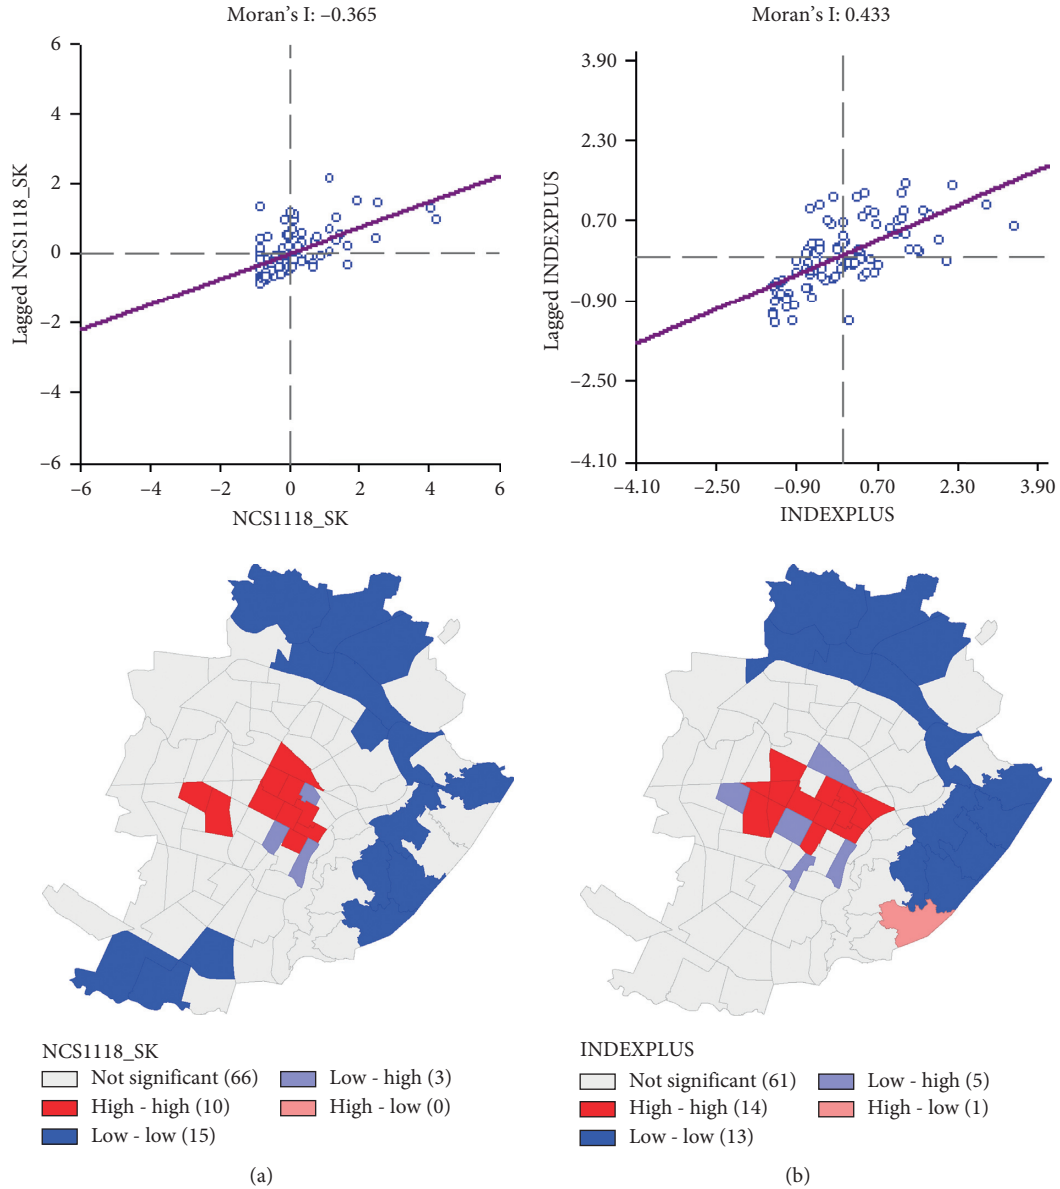 Moran's I: –0.365
6
4
2
0
–2
–4
–6
Lagged NCS1118_SK
–6
–4
–2
0
2
4
6
NCS1118_SK
Moran's I: 0.433
3.90
2.30
0.70
–0.90
–2.50
–4.10
Lagged INDEXPLUS
–4.10
–2.50
–0.90
0.70
2.30
3.90
INDEXPLUS
NCS1118_SK
Not significant (66)
High - high (10)
Low - low (15)
Low - high (3)
High - low (0)
(a)
INDEXPLUS
Not significant (61)
High - high (14)
Low - low (13)
Low - high (5)
High - low (1)
(b)